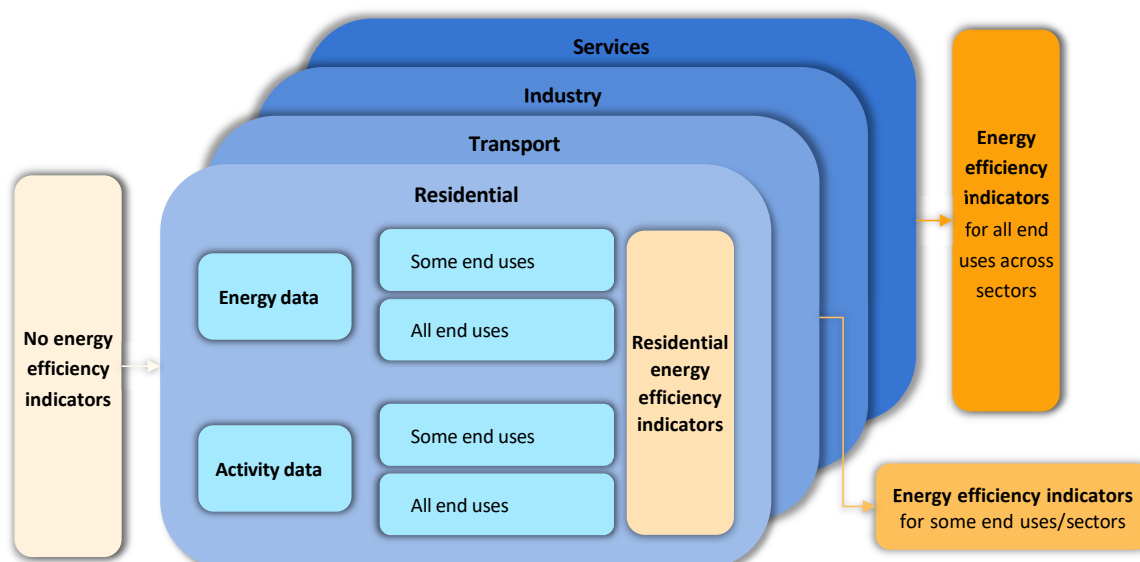 Services
Industry
Transport
Residential
No energy
efficiency
indicators
Energy data
Some end uses
All end uses
Activity data
Some end uses
All end uses
Residential
energy
efficiency
indicators
Energy
efficiency
indicators
for all end
uses across
sectors
Energy efficiency indicators
for some end uses/sectors